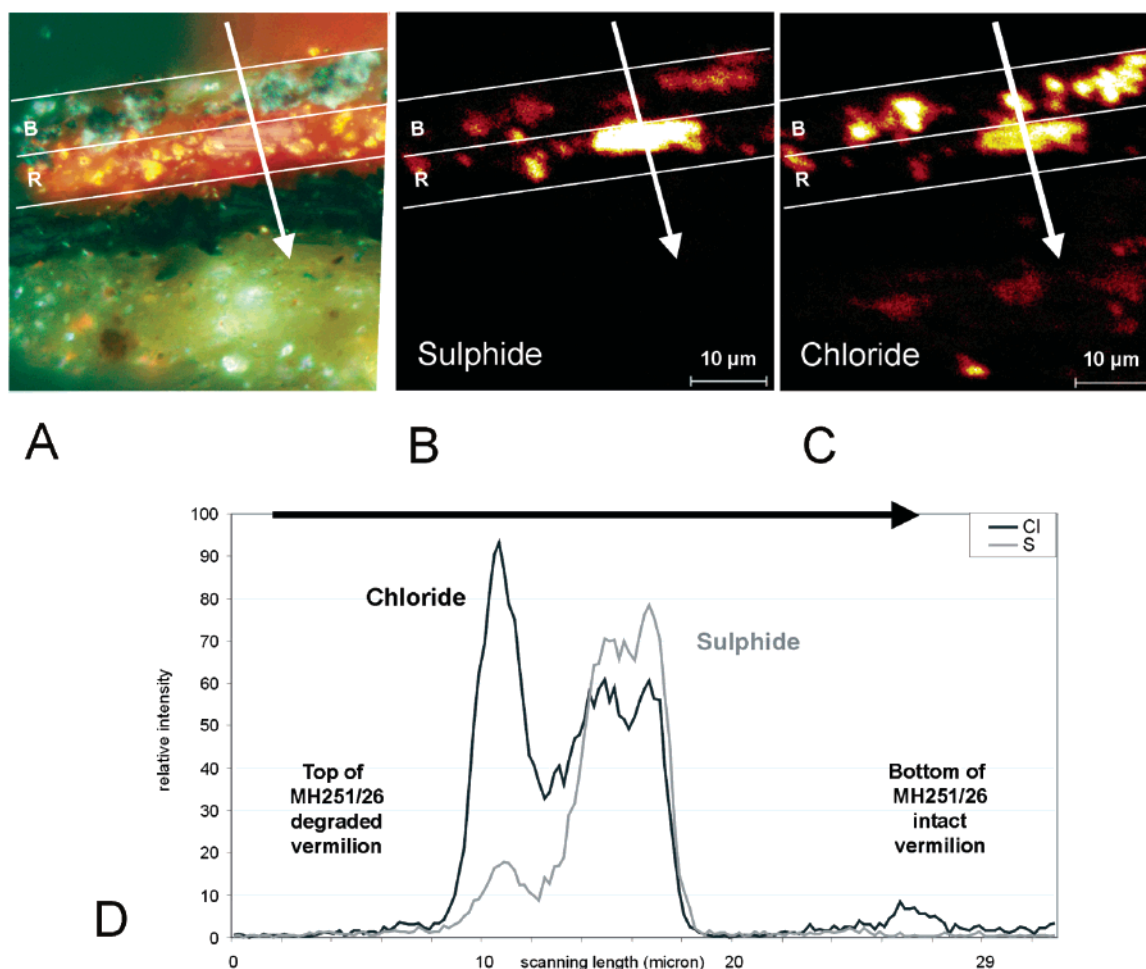 B
R
B
R
Sulphide
10 µm
B
R
Chloride
10 µm
A
B
C
100
90
80
70
60
50
40
30
20
10
0
relative intensity
Cl
S
Chloride
Sulphide
Top of
MH251/26
degraded
vermilion
Bottom of
MH251/26
intact
vermilion
D
0
10
scanning length (micron)
20
29